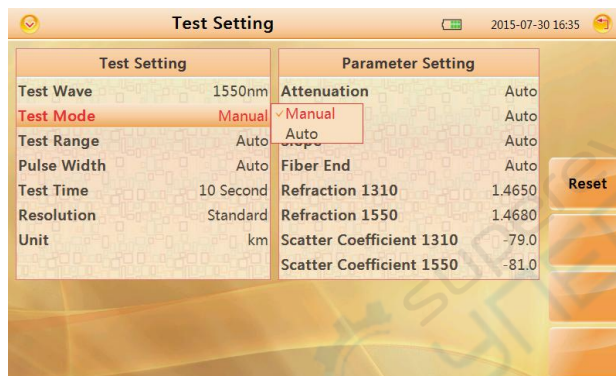 Test Setting
2015-07-30 16:35
Test Setting
Test Wave 1550nm
Test Mode Manual
Test Range Auto
Pulse Width Auto
Test Time 10 Second
Resolution Standard
Unit km
Parameter Setting
Attenuation Auto
Auto
Slope Auto
Fiber End Auto
Refraction 1310 1.4650
Refraction 1550 1.4680
Scatter Coefficient 1310 -79.0
Scatter Coefficient 1550 -81.0
Manual
Auto
Reset